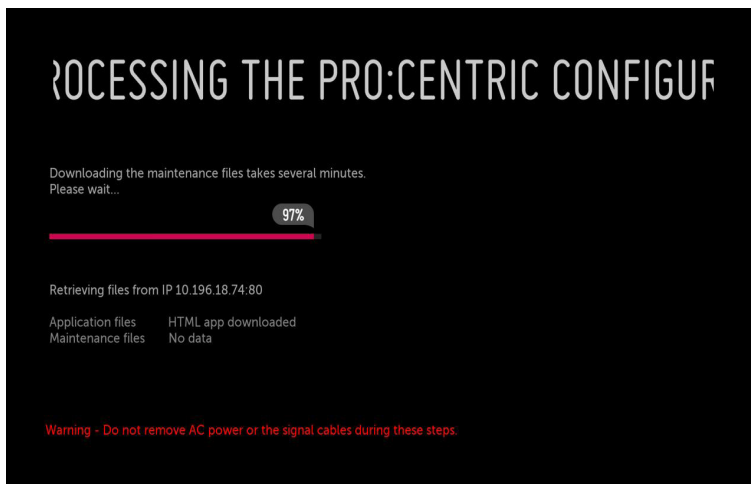 ROCESSING THE PRO:CENTRIC CONFIGUR
Downloading the maintenance files takes several minutes.
Please wait...
97%
Retrieving files from IP 10.196.18.74:80
Application files HTML app downloaded
Maintenance files No data
Warning - Do not remove AC power or the signal cables during these steps.